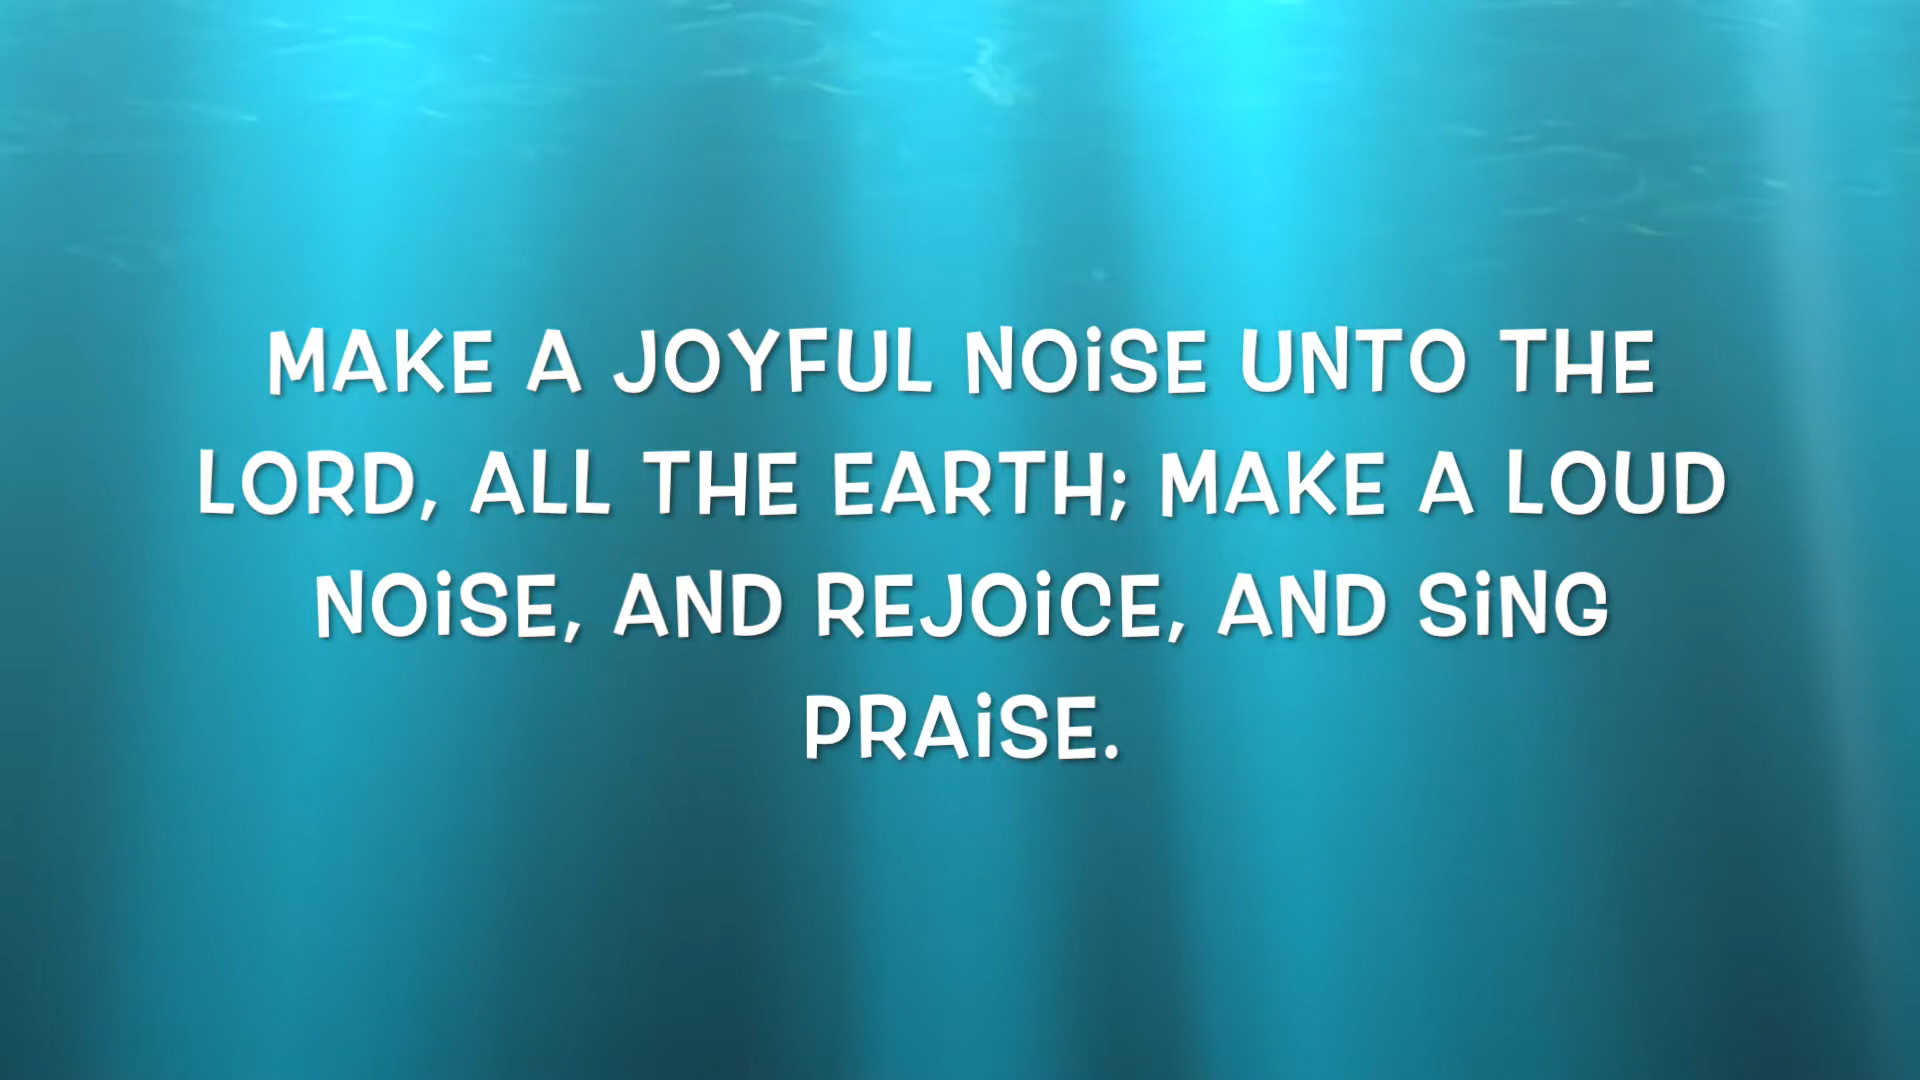 MAKE A JOYFUL NOiSE UNTO THE
LORD, ALL THE EARTH; MAKE A LOUD
NOiSE, AND REJOiCE, AND SiNG
PRAiSE.